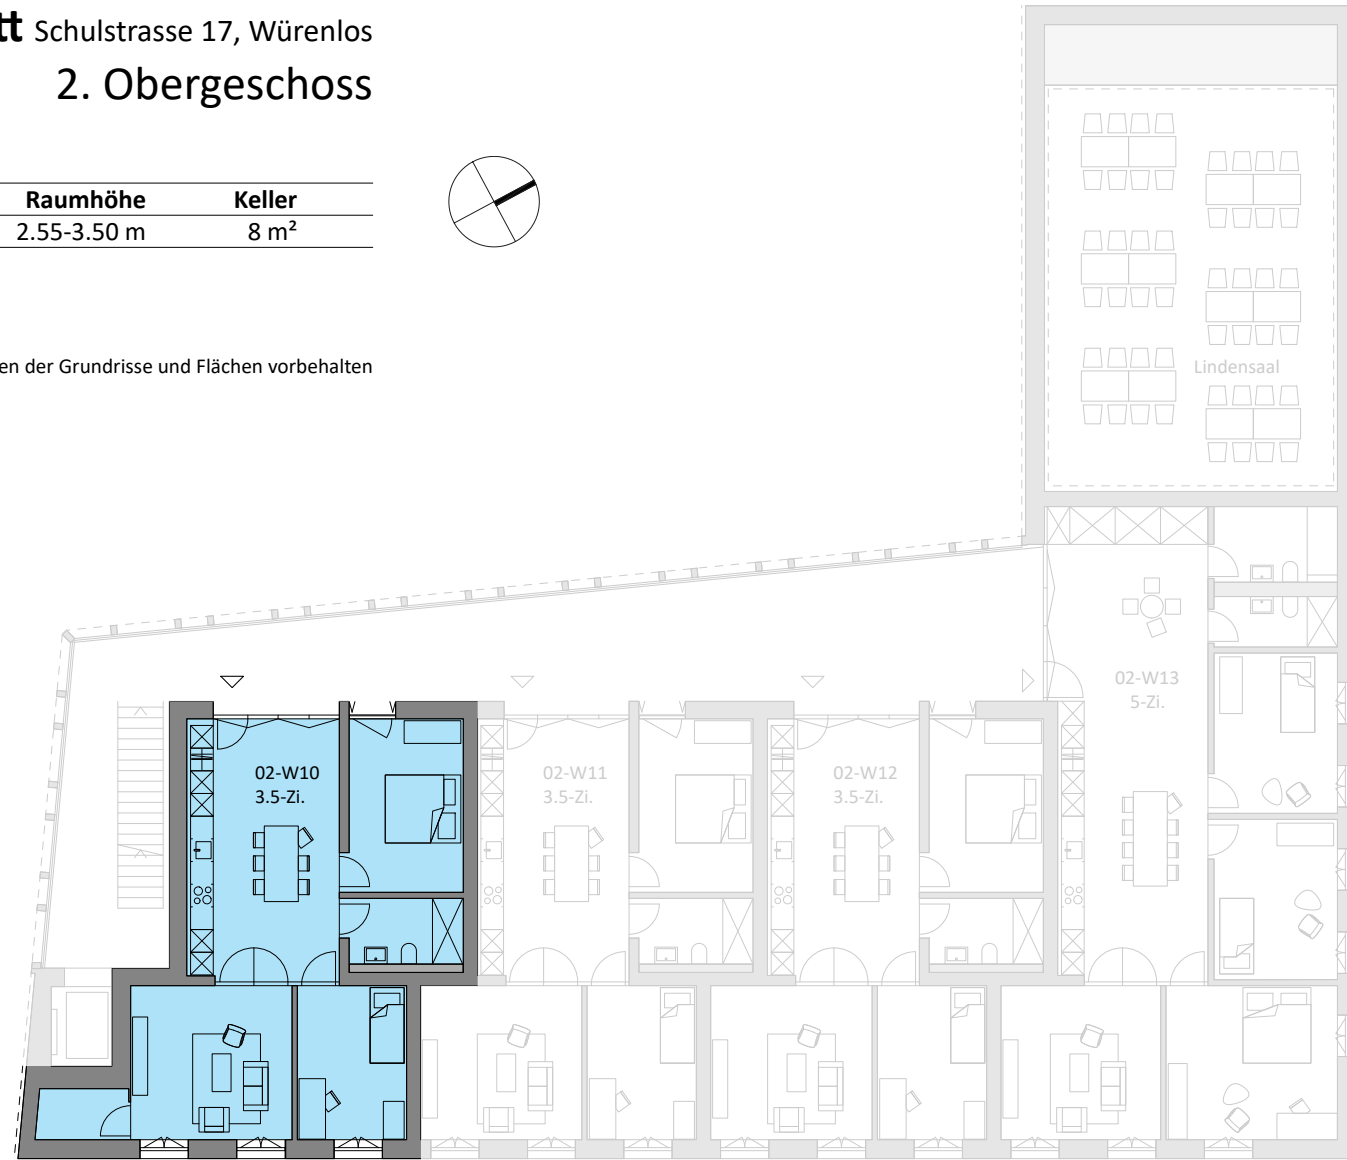 tt Schulstrasse 17, Würenlos
2. Obergeschoss
Raumhöhe Keller
2.55-3.50 m 8 m²
en der Grundrisse und Flächen vorbehalten
Lindensaal
02-W13
5-Zi.
02-W10
3.5-Zi.
02-W11
3.5-Zi.
02-W12
3.5-Zi.